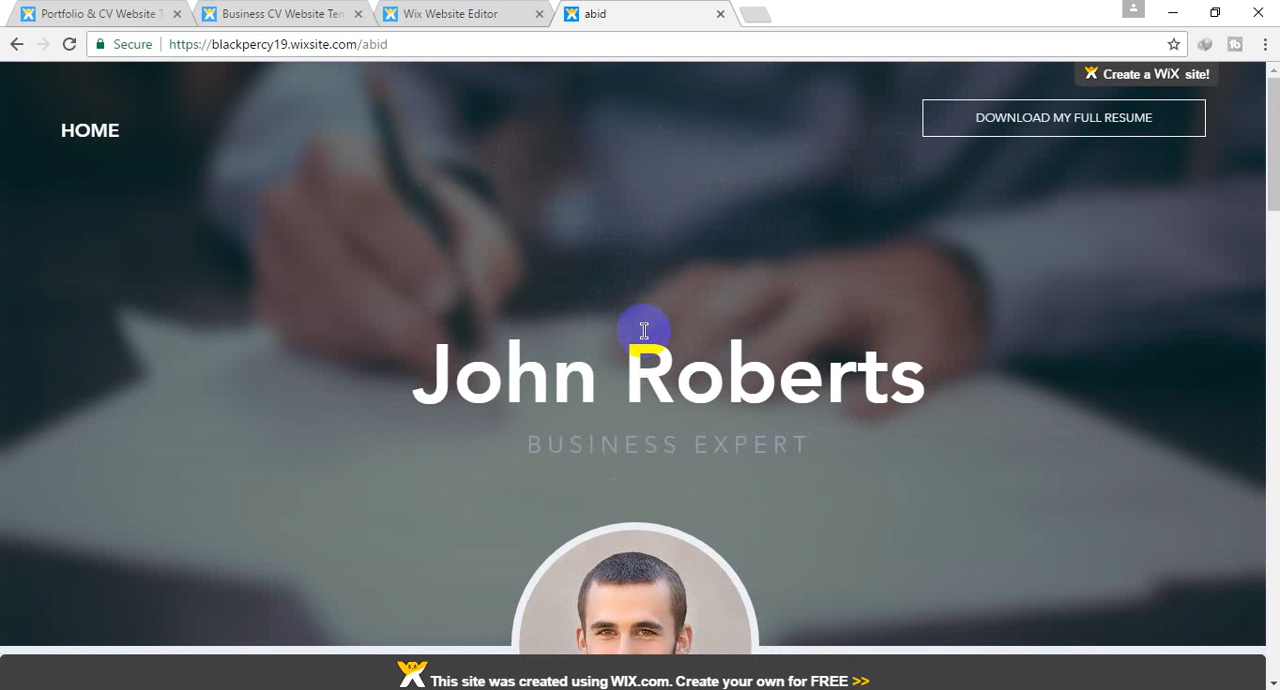 Portfolio & CV Website T
Business CV Website Tem
Wix Website Editor
abid
Secure
https://blackpercy19.wixsite.com/abid
Create a WiX site!
HOME
DOWNLOAD MY FULL RESUME
John Roberts
BUSINESS EXPERT
This site was created using WIX.com. Create your own for FREE >>